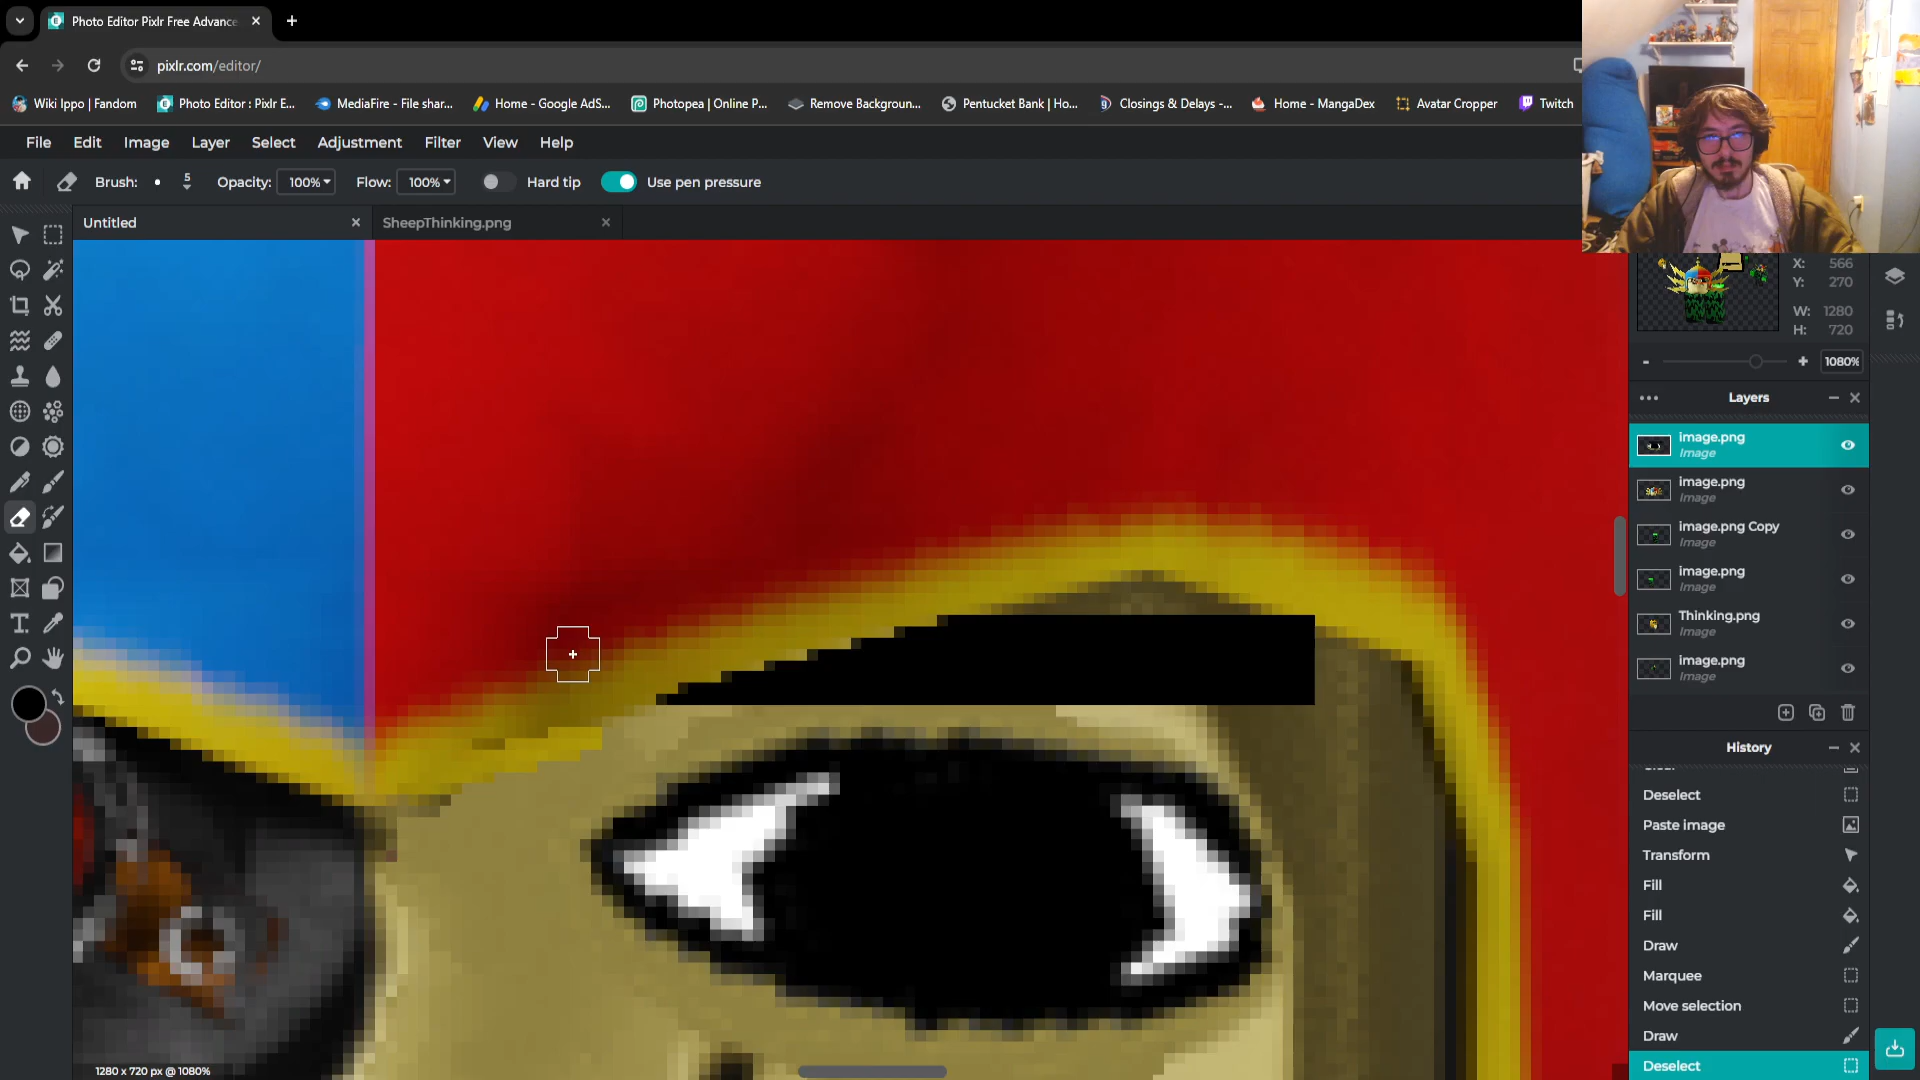 Photo Editor Pixlr Free Advance
pixlr.com/editor/
Wiki Ippo | Fandom
Photo Editor : Pixlr E...
MediaFire - File shar...
Home - Google AdS...
Photopea | Online P...
Remove Backgroun...
Pentucket Bank | Ho...
Closings & Delays -...
Home - MangaDex
Avatar Cropper
Twitch
File Edit Image Layer Select Adjustment Filter View Help
Brush: 5 Opacity: 100% Flow: 100% Hard tip Use pen pressure
Untitled
SheepThinking.png
X: 566
Y: 270
W: 1280
H: 720
1080%
Layers
image.png
Image
image.png
Image
image.png Copy
Image
image.png
Image
Thinking.png
Image
image.png
Image
History
Deselect
Paste image
Transform
Fill
Fill
Draw
Marquee
Move selection
Draw
Deselect
1280 x 720 px @ 1080%